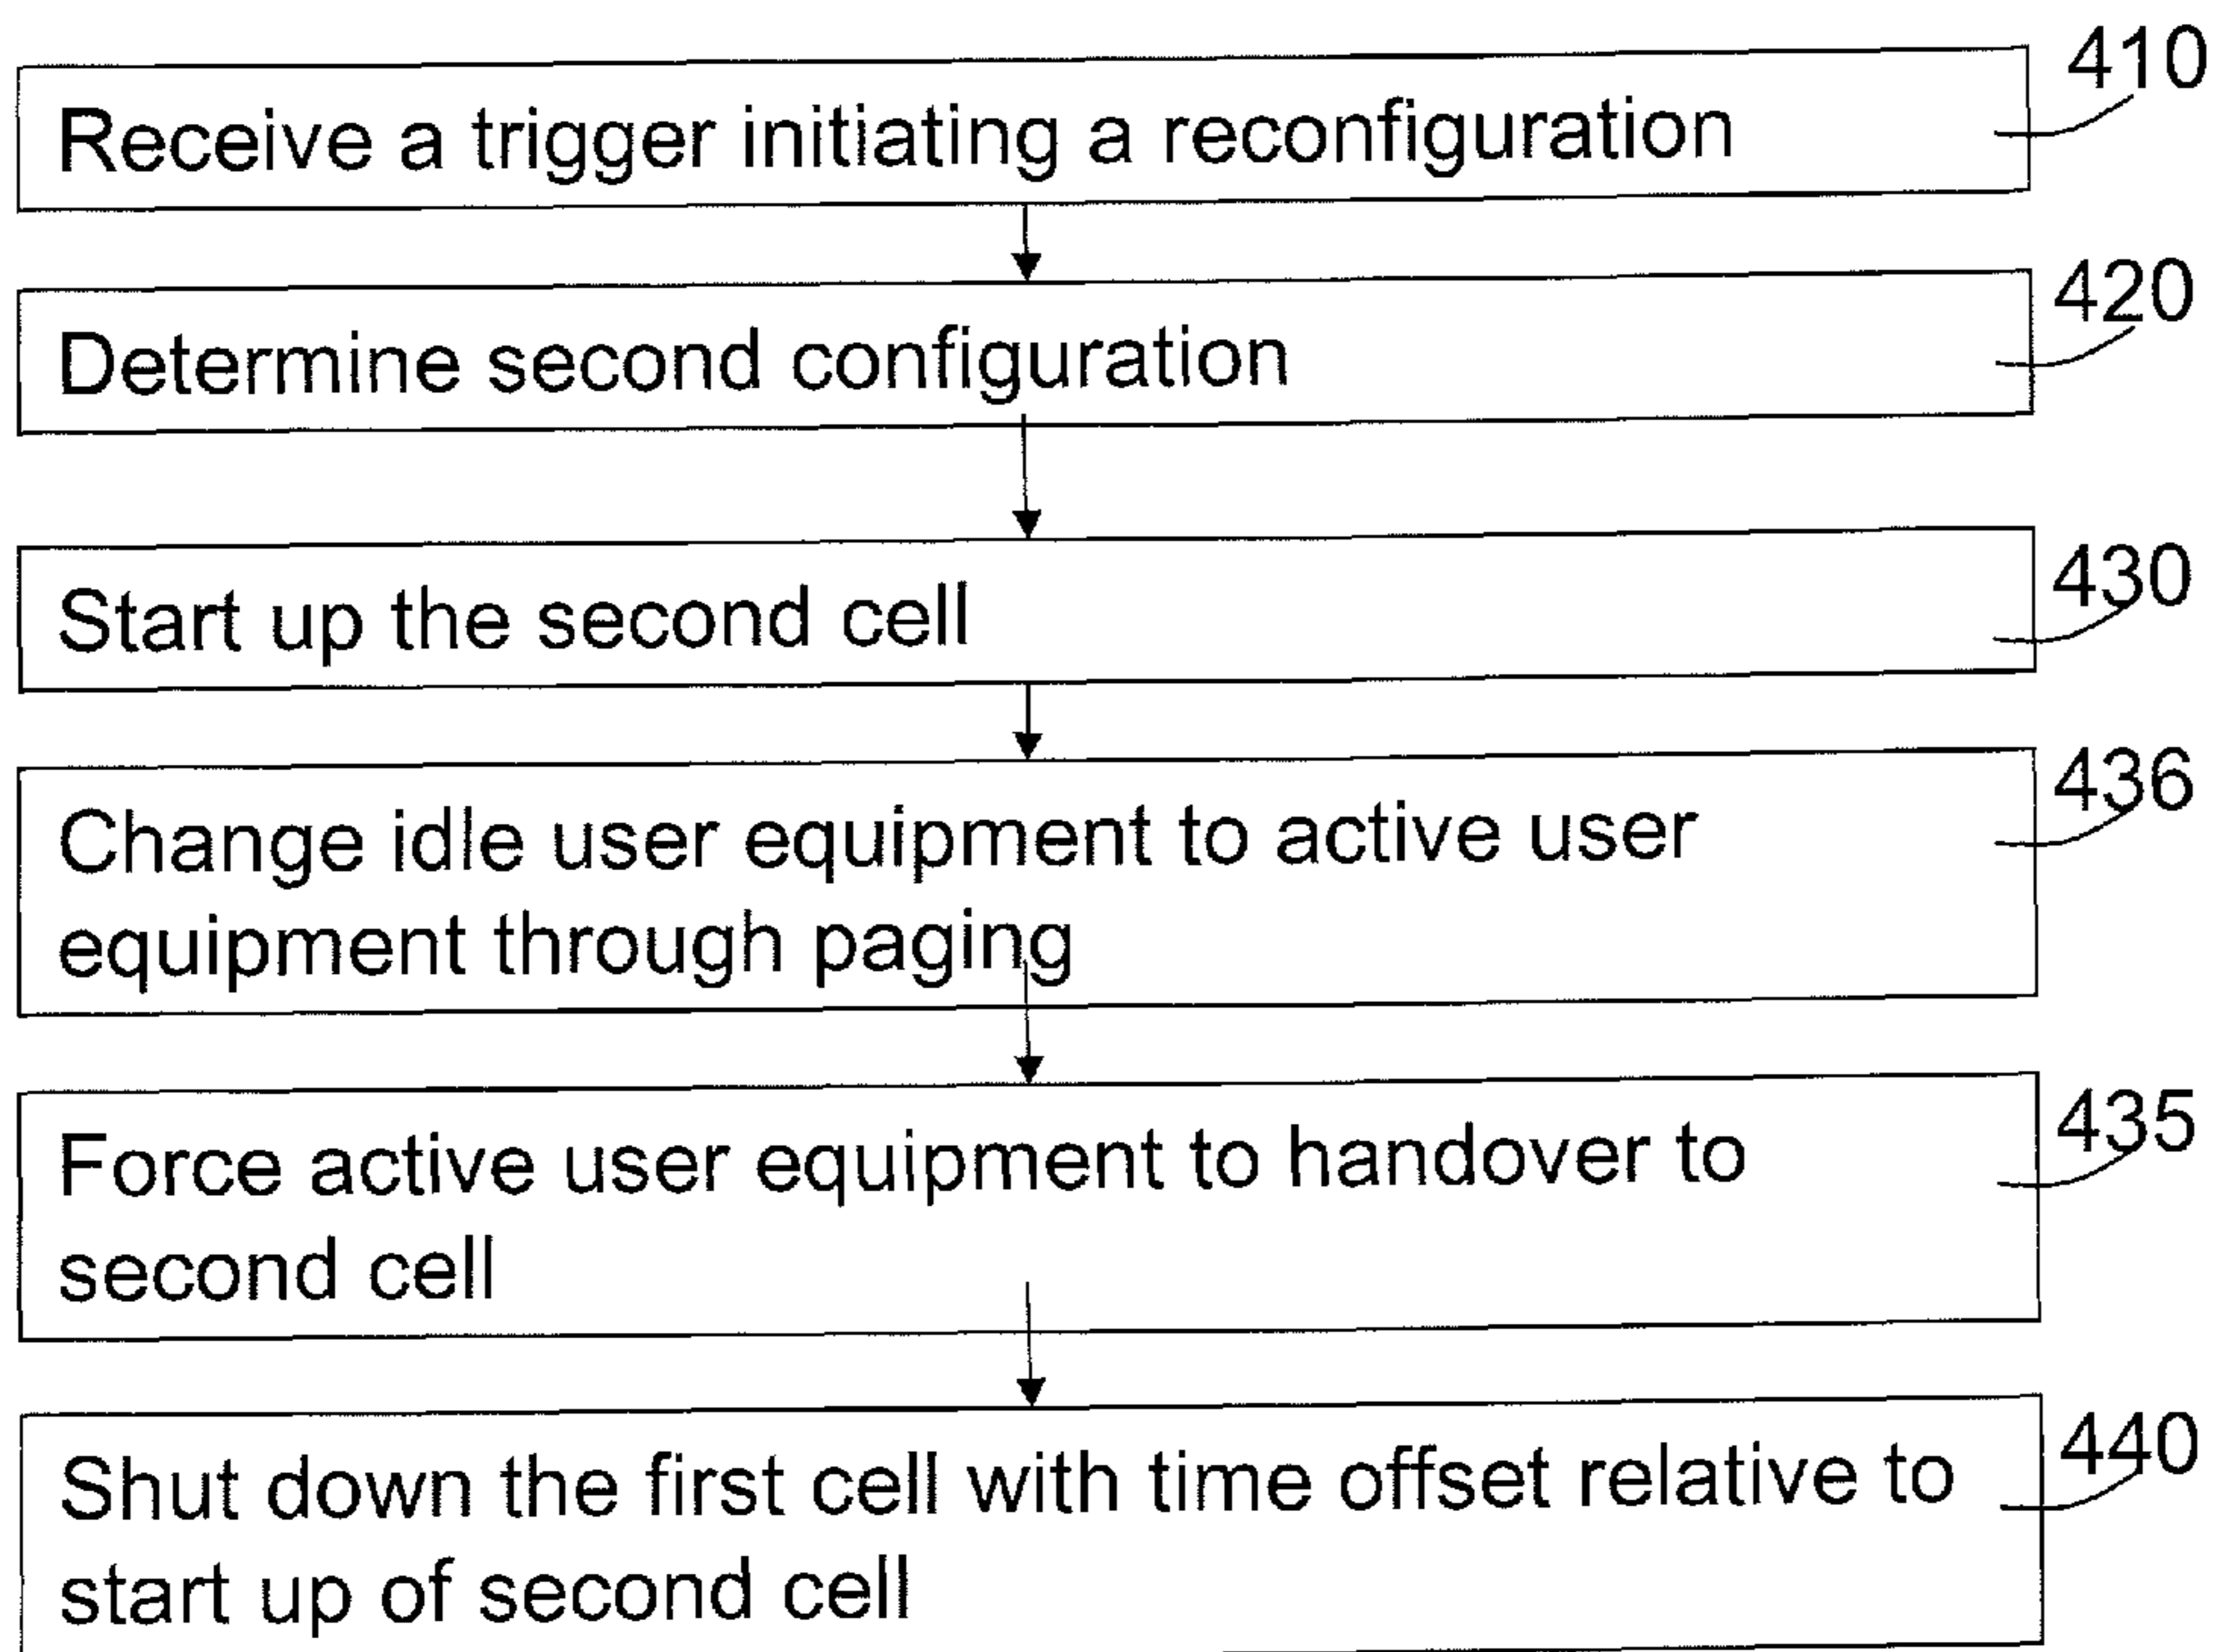 410
Receive a trigger initiating a reconfiguration
420
Determine second configuration
430
Start up the second cell
436
Change idle user equipment to active user
equipment through paging
435
Force active user equipment to handover to
second cell
440
Shut down the first cell with time offset relative to
start up of second cell